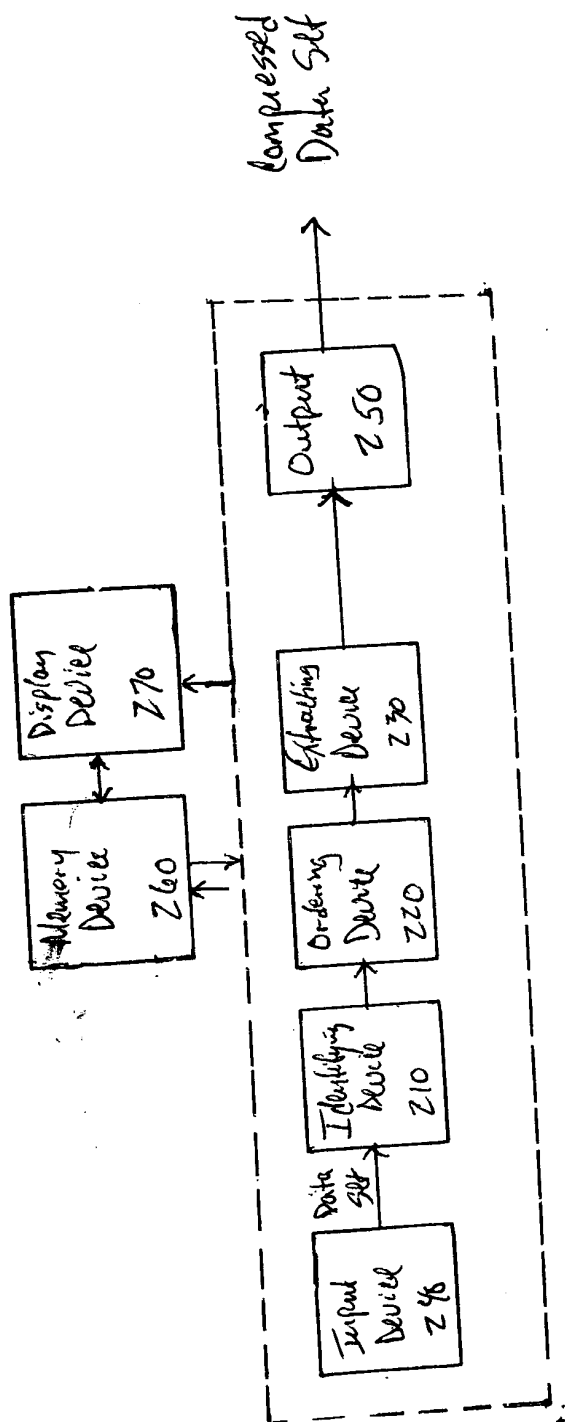 Memory
Device
260
Display
Device
270
Input
Device
240
Data
Set
Identifying
Device
210
Ordering
Device
220
Extracting
Device
230
Output
250
Compressed
Data Set